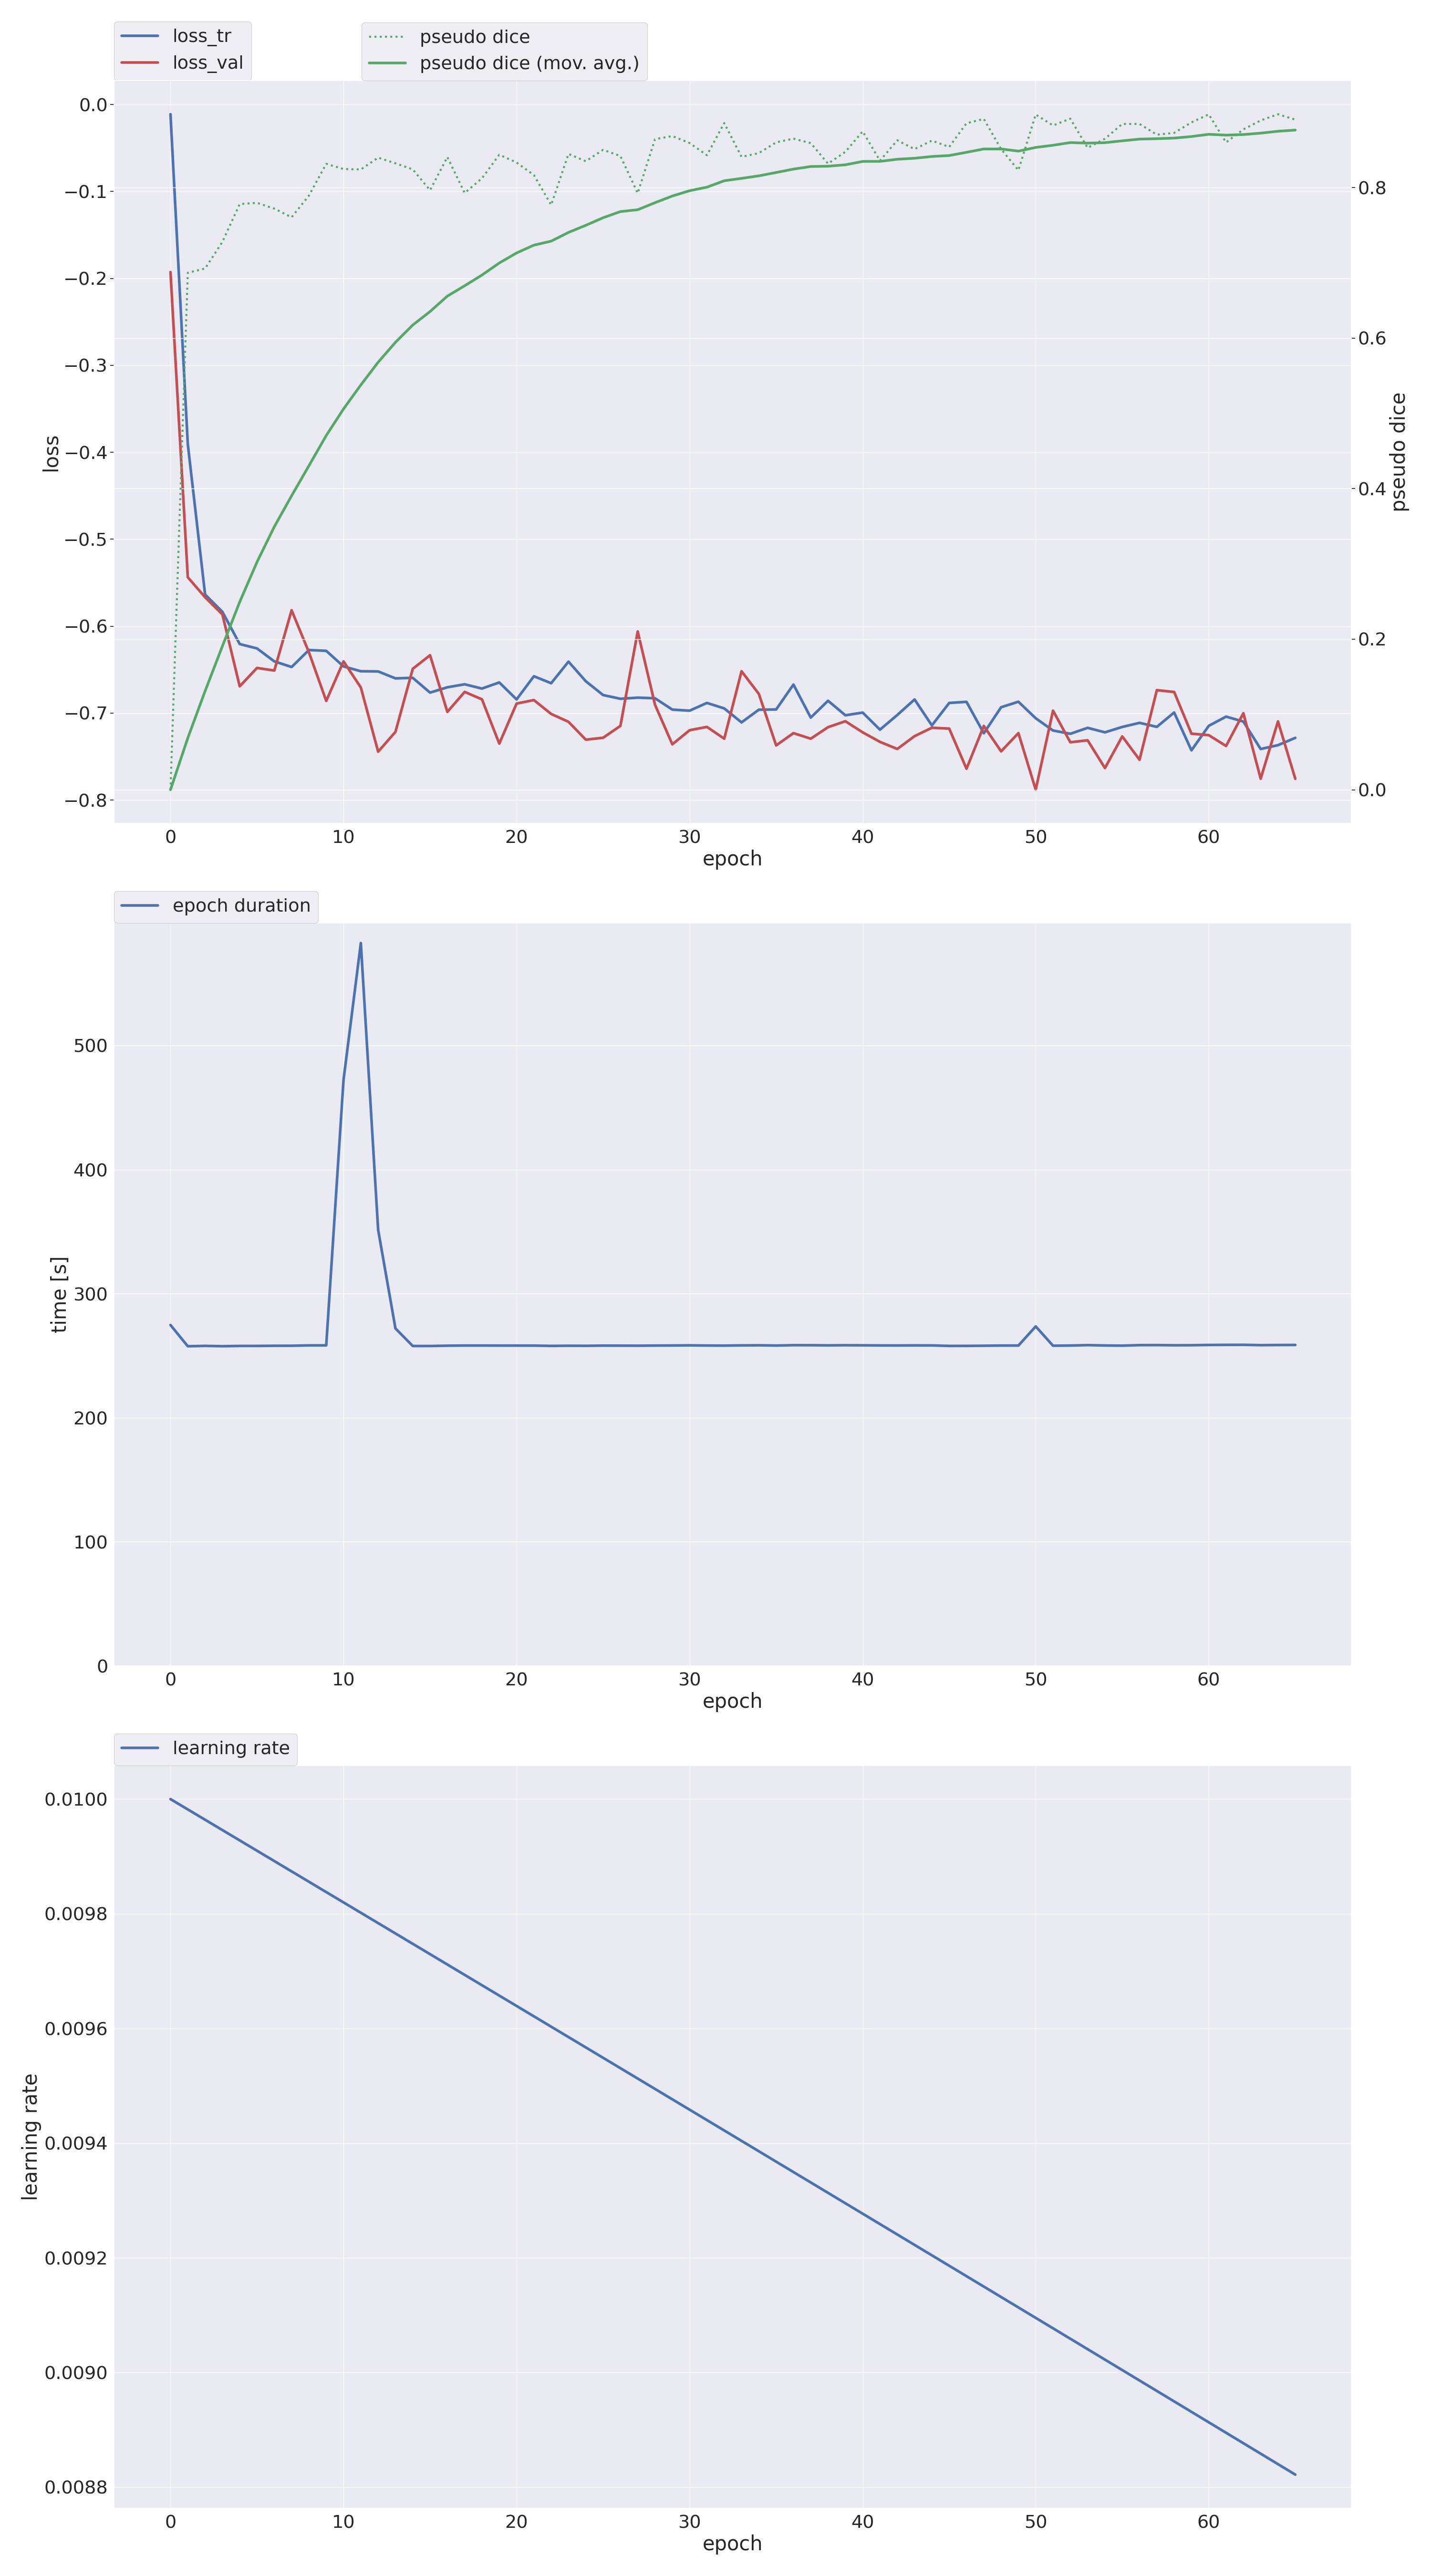 loss_tr
loss_val
pseudo dice
pseudo dice (mov. avg.)
0.0
−0.1
−0.2
−0.3
−0.4
−0.5
−0.6
−0.7
−0.8
loss
0.8
0.6
0.4
0.2
0.0
pseudo dice
0 10 20 30 40 50 60
epoch
epoch duration
500
400
300
200
100
0
time [s]
0 10 20 30 40 50 60
epoch
learning rate
0.0100
0.0098
0.0096
0.0094
0.0092
0.0090
0.0088
learning rate
0 10 20 30 40 50 60
epoch